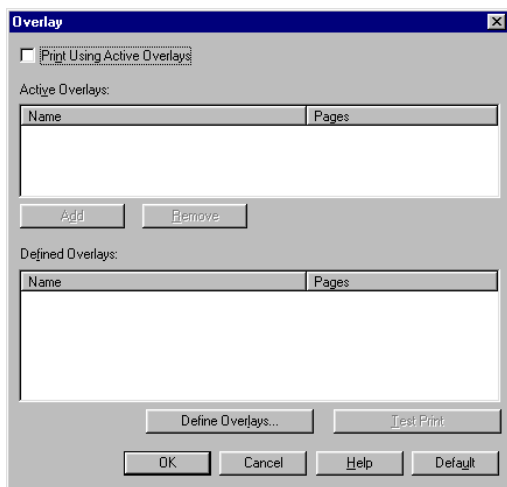 Overlay
Print Using Active Overlays
Active Overlays:
Name Pages
Add Remove
Defined Overlays:
Name Pages
Define Overlays... Test Print
OK Cancel Help Default